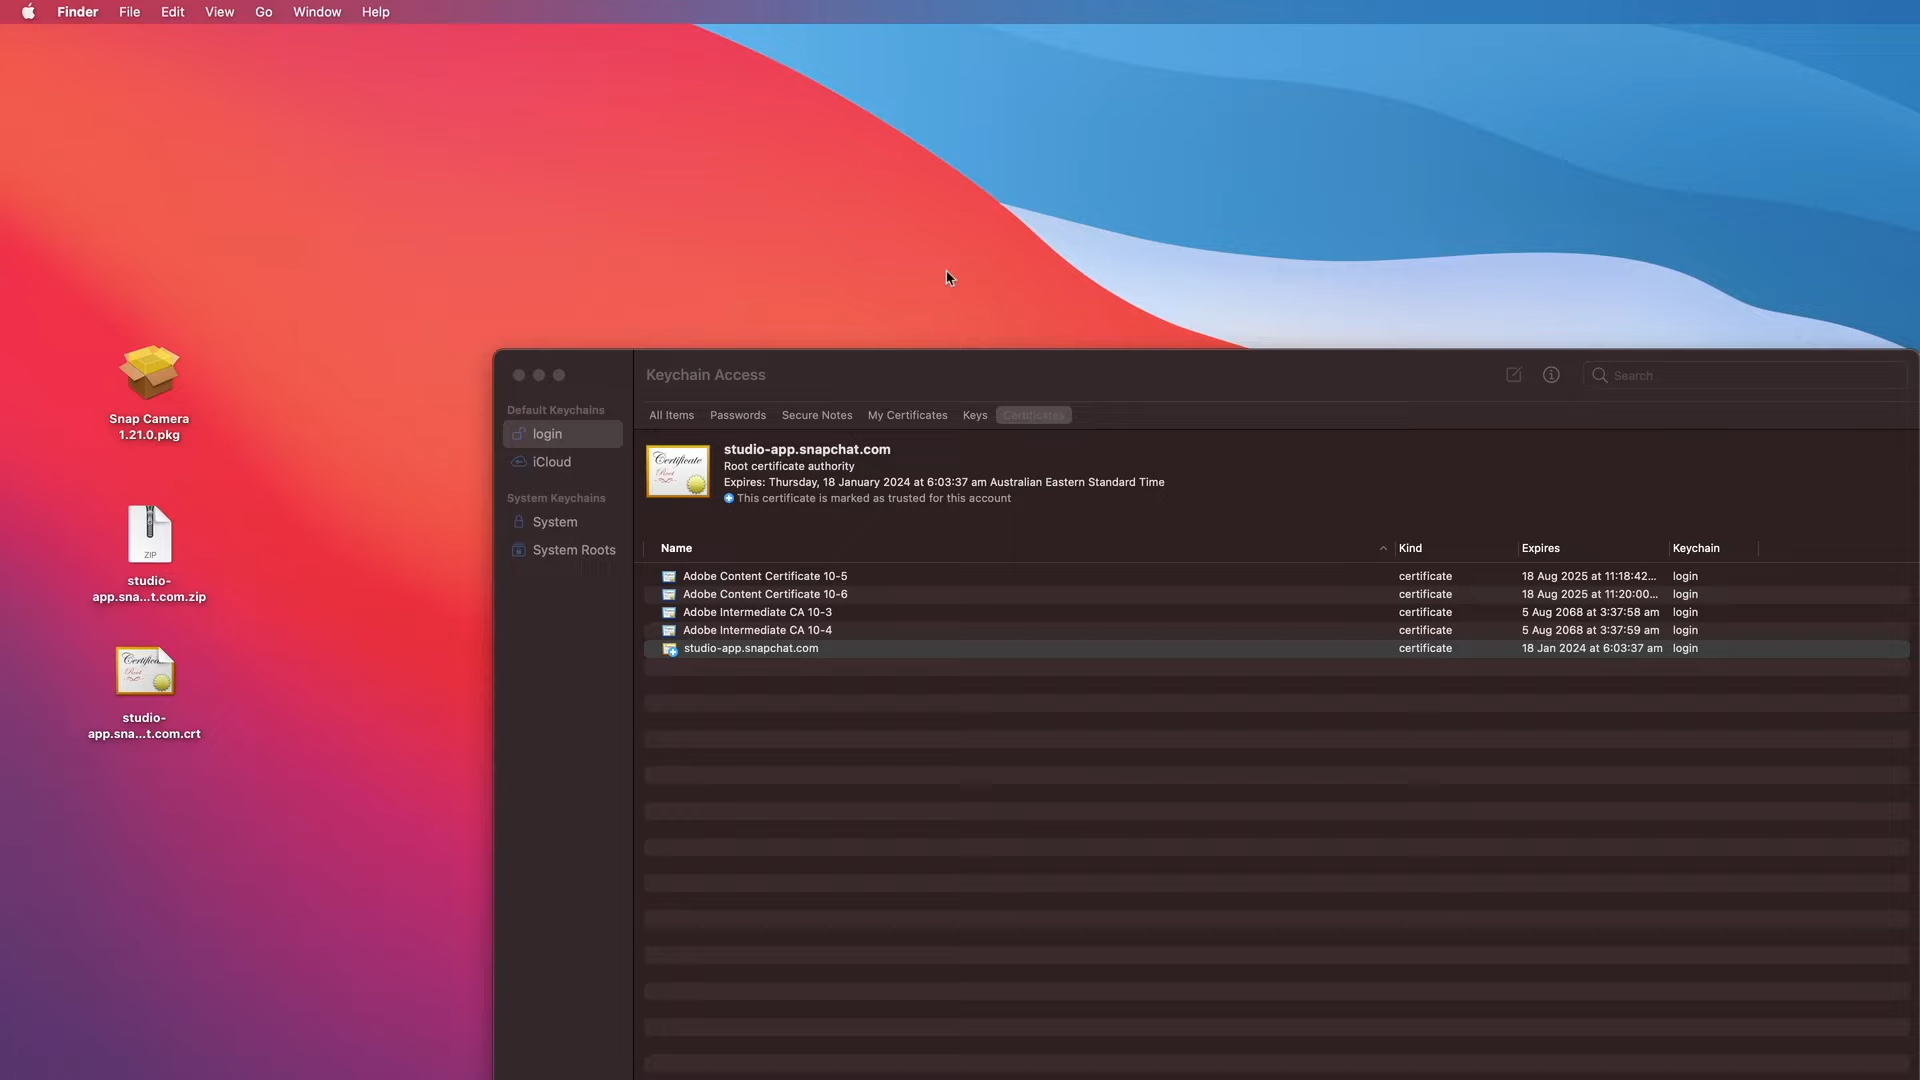 Finder File Edit View Go Window Help
Snap Camera
1.21.0.pkg
ZIP
studio-
app.sna...t.com.zip
Certifica
Root
studio-
app.sna...t.com.crt
Keychain Access
Search
Default Keychains
login
iCloud
System Keychains
System
System Roots
All Items Passwords Secure Notes My Certificates Keys Certificates
Certificate
Root
studio-app.snapchat.com
Root certificate authority
Expires: Thursday, 18 January 2024 at 6:03:37 am Australian Eastern Standard Time
This certificate is marked as trusted for this account
Name Kind Expires Keychain
Adobe Content Certificate 10-5 certificate 18 Aug 2025 at 11:18:42... login
Adobe Content Certificate 10-6 certificate 18 Aug 2025 at 11:20:00... login
Adobe Intermediate CA 10-3 certificate 5 Aug 2068 at 3:37:58 am login
Adobe Intermediate CA 10-4 certificate 5 Aug 2068 at 3:37:59 am login
studio-app.snapchat.com certificate 18 Jan 2024 at 6:03:37 am login